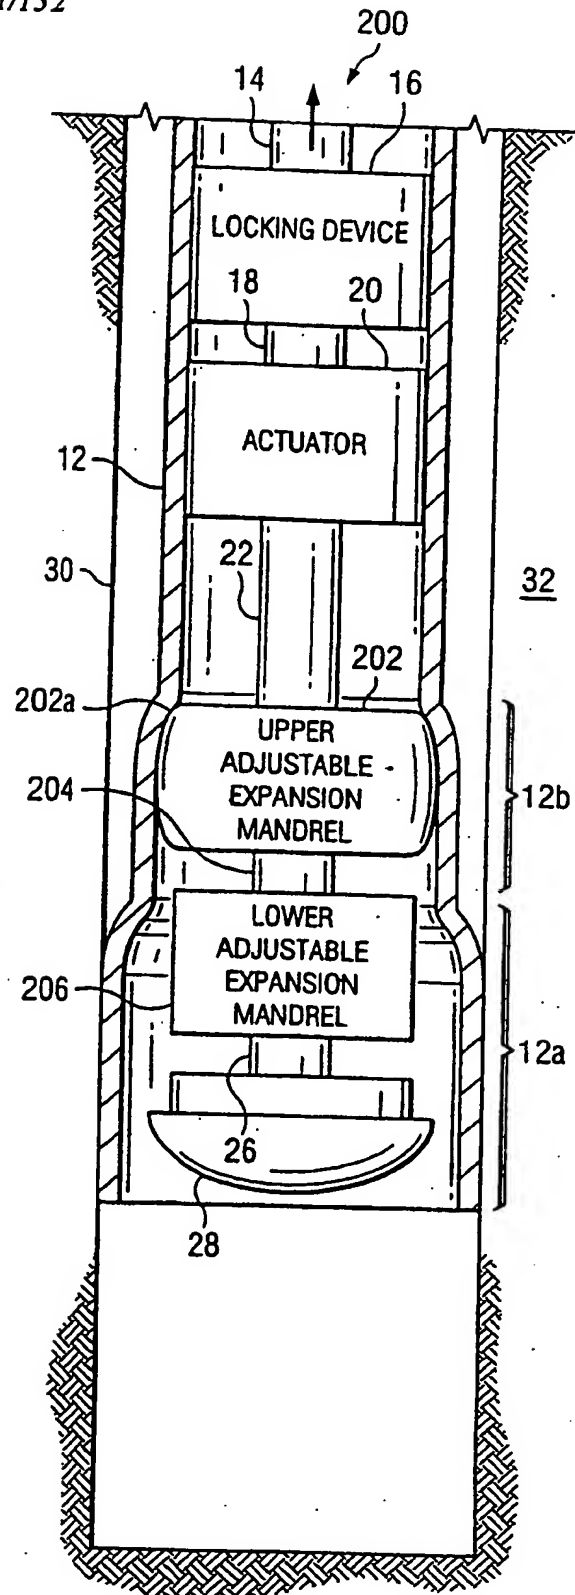 200
14
16
LOCKING DEVICE
18
20
ACTUATOR
12
22
30
32
202
202a
UPPER
ADJUSTABLE
EXPANSION
MANDREL
204
12b
LOWER
ADJUSTABLE
EXPANSION
MANDREL
206
12a
26
28